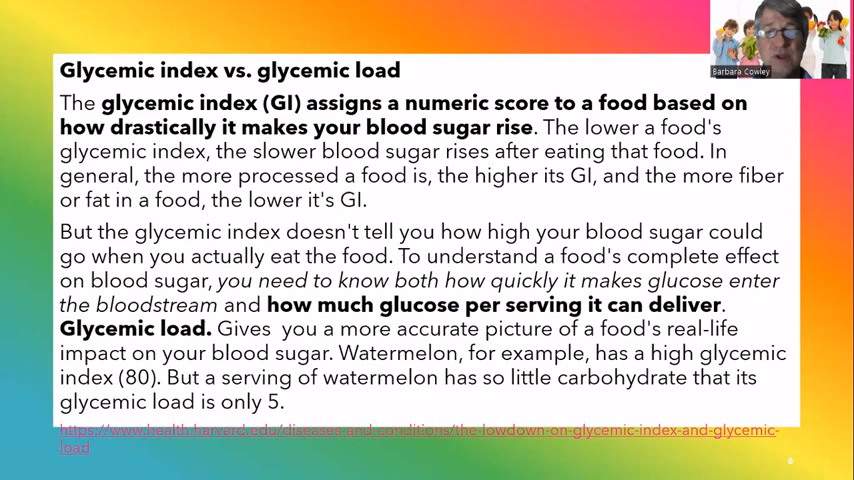 Barbara Cowley
Glycemic index vs. glycemic load
The glycemic index (GI) assigns a numeric score to a food based on
how drastically it makes your blood sugar rise. The lower a food's
glycemic index, the slower blood sugar rises after eating that food. In
general, the more processed a food is, the higher its GI, and the more fiber
or fat in a food, the lower it's GI.
But the glycemic index doesn't tell you how high your blood sugar could
go when you actually eat the food. To understand a food's complete effect
on blood sugar, you need to know both how quickly it makes glucose enter
the bloodstream and how much glucose per serving it can deliver.
Glycemic load. Gives you a more accurate picture of a food's real-life
impact on your blood sugar. Watermelon, for example, has a high glycemic
index (80). But a serving of watermelon has so little carbohydrate that its
glycemic load is only 5.
https://www.health.harvard.edu/diseases-and-conditions/the-lowdown-on-glycemic-index-and-glycemic-
load
6